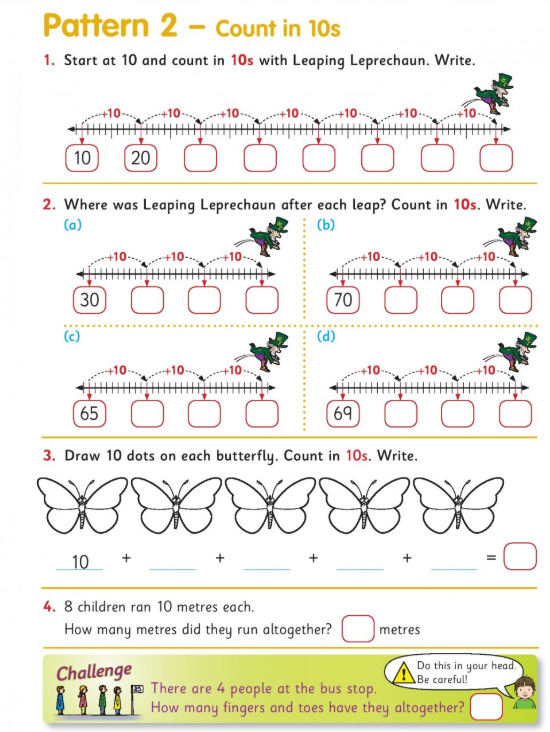 Pattern 2 – Count in 10s
1. Start at 10 and count in 10s with Leaping Leprechaun. Write.
+10 +10 +10 +10 +10 +10 +10
10 20
2. Where was Leaping Leprechaun after each leap? Count in 10s. Write.
(a) (b)
+10 +10 +10 +10 +10 +10
30 70
(c) (d)
+10 +10 +10 +10 +10 +10
65 69
3. Draw 10 dots on each butterfly. Count in 10s. Write.
10 + + + + =
4. 8 children ran 10 metres each.
How many metres did they run altogether? metres
Challenge
Do this in your head.
Be careful!
There are 4 people at the bus stop.
How many fingers and toes have they altogether?